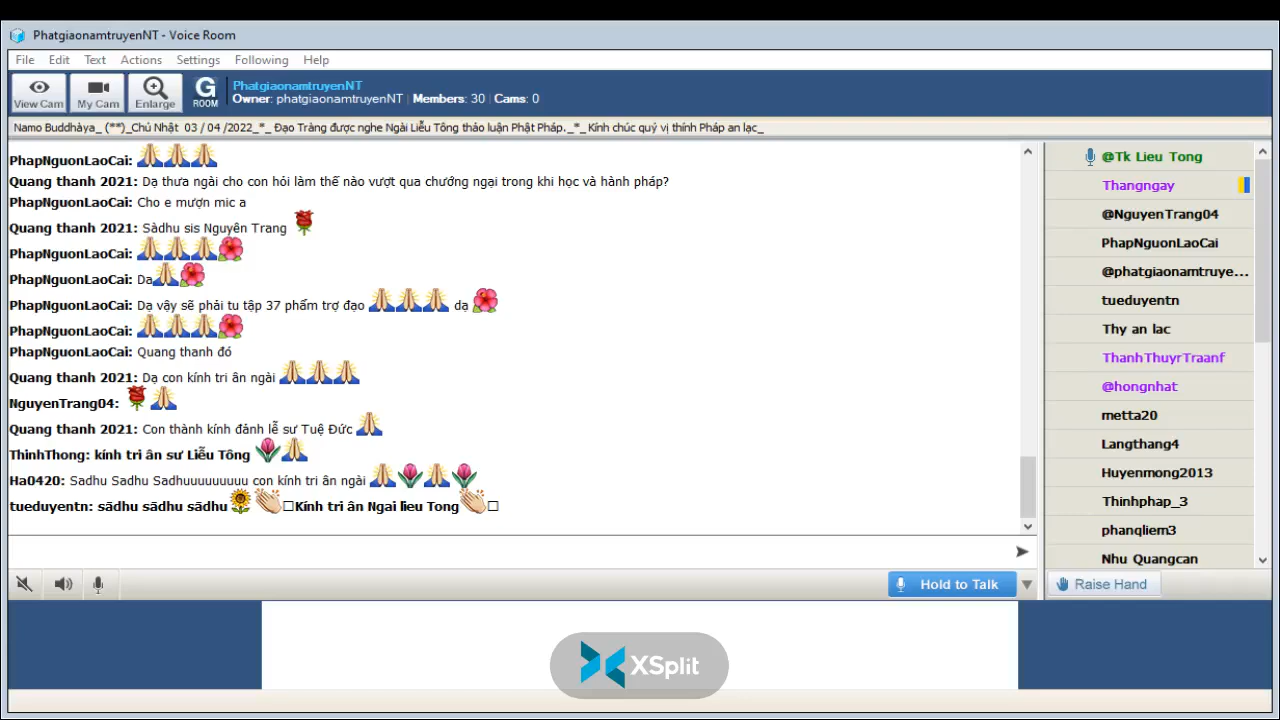 PhatgiaonamtruyenNT - Voice Room
File Edit Text Actions Settings Following Help
View Cam My Cam Enlarge G ROOM
PhatgiaonamtruyenNT
Owner: phatgiaonamtruyenNT | Members: 30 | Cams: 0
Namo Buddhàya_ (**)_Chủ Nhật 03 / 04 /2022_*_ Đạo Tràng được nghe Ngài Liễu Tông thảo luận Phật Pháp._*_ Kính chúc quý vị thính Pháp an lạc_
PhapNguonLaoCai: 🙏🙏🙏
Quang thanh 2021: Dạ thưa ngài cho con hỏi làm thế nào vượt qua chướng ngại trong khi học và hành pháp?
PhapNguonLaoCai: Cho e mượn mic a
Quang thanh 2021: Sàdhu sis Nguyên Trang 🌹
PhapNguonLaoCai: 🙏🙏🙏🌺
PhapNguonLaoCai: Da🙏🌺
PhapNguonLaoCai: Dạ vậy sẽ phải tu tập 37 phẩm trợ đạo 🙏🙏🙏 dạ 🌺
PhapNguonLaoCai: 🙏🙏🙏🌺
PhapNguonLaoCai: Quang thanh đó
Quang thanh 2021: Dạ con kính tri ân ngài 🙏🙏🙏
NguyenTrang04: 🌹🙏
Quang thanh 2021: Con thành kính đảnh lễ sư Tuệ Đức 🙏
ThinhThong: kính tri ân sư Liễu Tông 🌷🙏
Ha0420: Sadhu Sadhu Sadhuuuuuuuuu con kính tri ân ngài 🙏🌷🙏🌷
tueduyentn: sādhu sādhu sādhu 🌻 👏□Kính tri ân Ngai lieu Tong 👏□
@Tk Lieu Tong
Thangngay
@NguyenTrang04
PhapNguonLaoCai
@phatgiaonamtruye...
tueduyentn
Thy an lac
ThanhThuyrTraanf
@hongnhat
metta20
Langthang4
Huyenmong2013
Thinhphap_3
phanqliem3
Nhu Quangcan
Hold to Talk
Raise Hand
XSplit